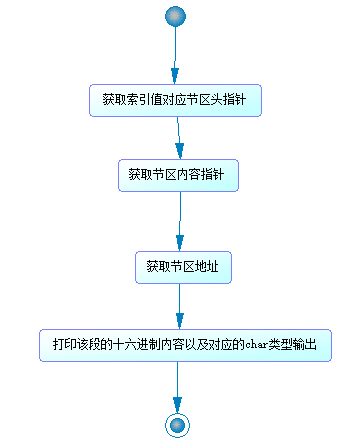 获取索引值对应节区头指针
获取节区内容指针
获取节区地址
打印该段的十六进制内容以及对应的char类型输出